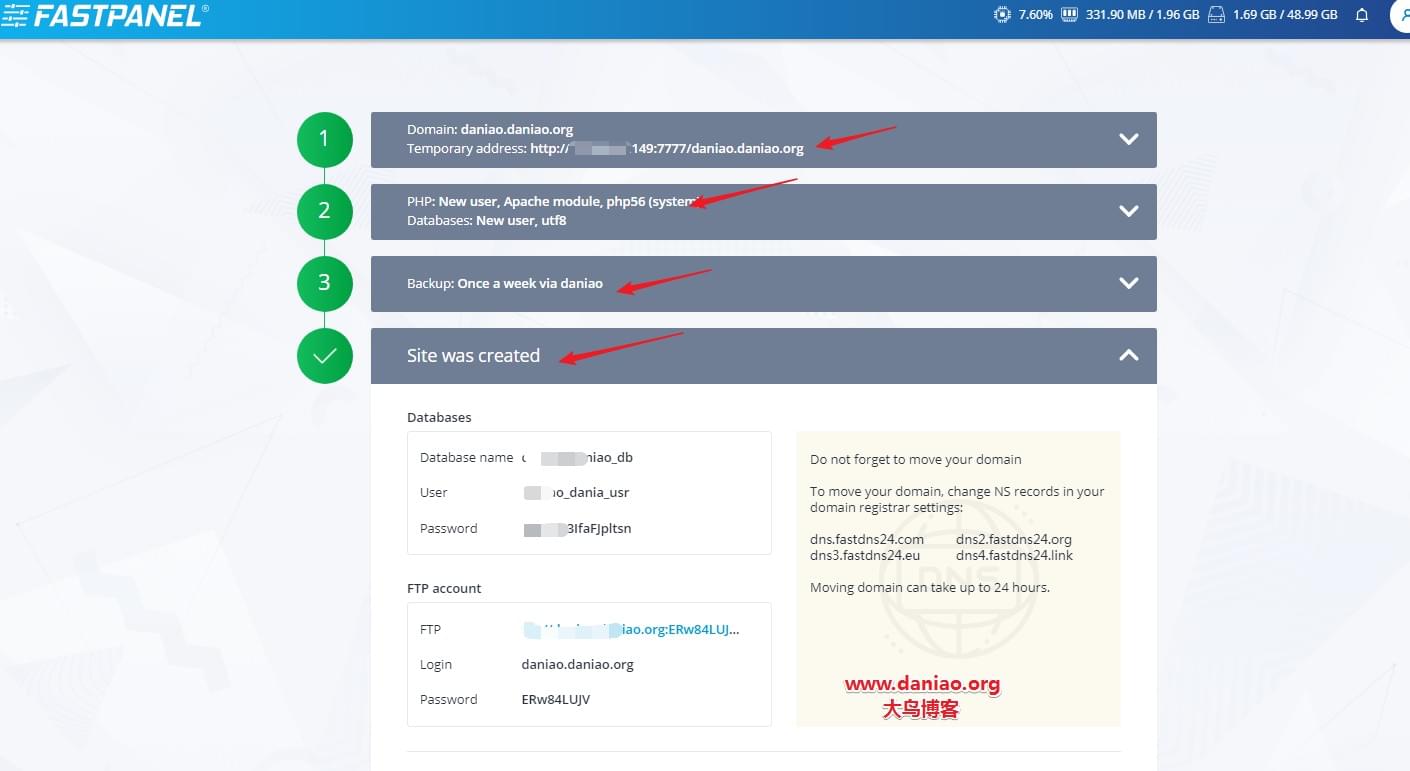 FASTPANEL®
7.60% 331.90 MB / 1.96 GB 1.69 GB / 48.99 GB
1
Domain: daniao.daniao.org
Temporary address: http:// 149:7777/daniao.daniao.org
2
PHP: New user, Apache module, php56 (system
Databases: New user, utf8
3
Backup: Once a week via daniao
Site was created
Databases
Database name niao_db
User ao_dania_usr
Password 3IfaFJpltsn
FTP account
FTP iao.org:ERw84LUJ...
Login daniao.daniao.org
Password ERw84LUJV
Do not forget to move your domain
To move your domain, change NS records in your
domain registrar settings:
dns.fastdns24.com dns2.fastdns24.org
dns3.fastdns24.eu dns4.fastdns24.link
DNS
Moving domain can take up to 24 hours.
www.daniao.org
大鸟博客